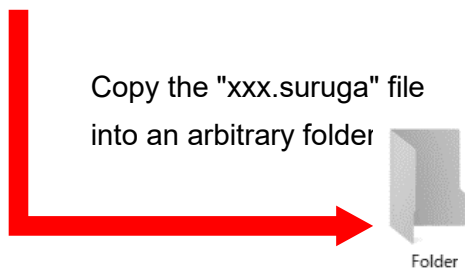 Copy the "xxx.suruga" file
into an arbitrary folder
Folder